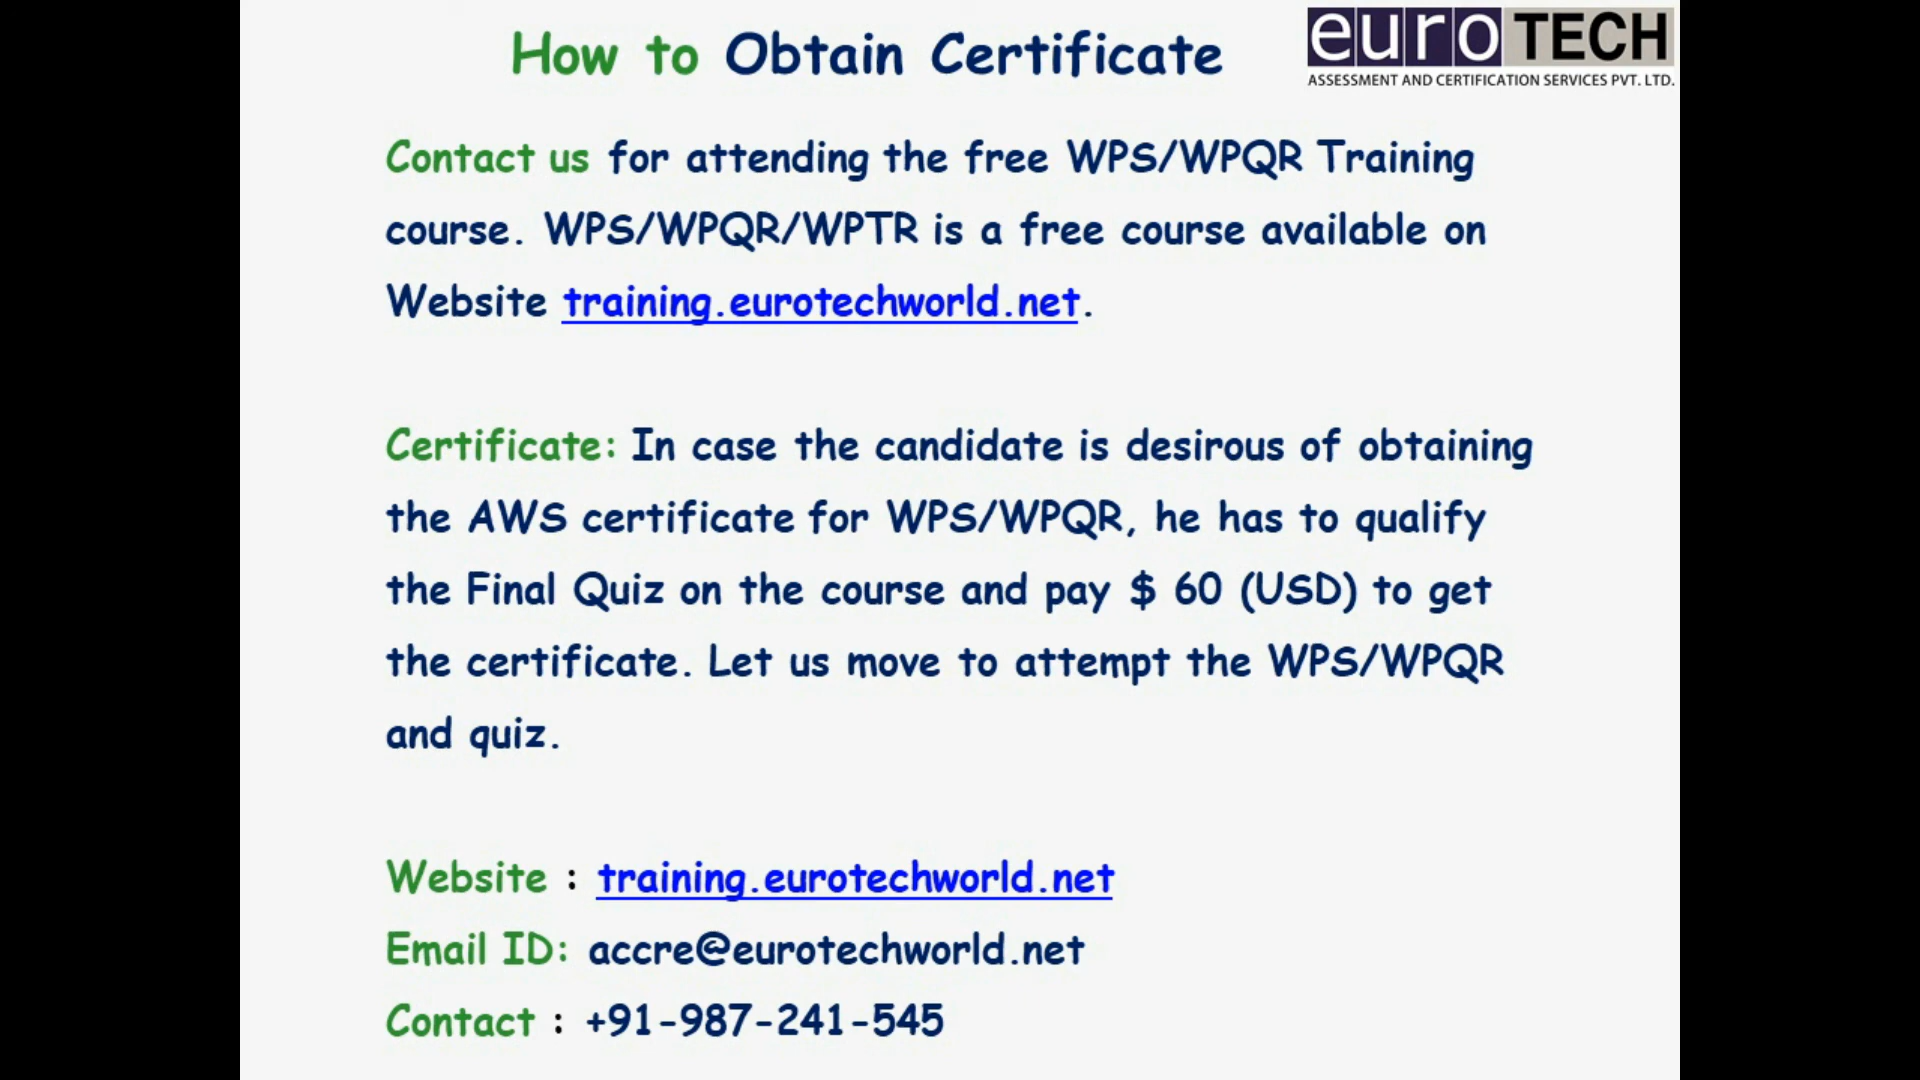 How to Obtain Certificate
euroTECH
ASSESSMENT AND CERTIFICATION SERVICES PVT. LTD.
Contact us for attending the free WPS/WPQR Training
course. WPS/WPQR/WPTR is a free course available on
Website training.eurotechworld.net.
Certificate: In case the candidate is desirous of obtaining
the AWS certificate for WPS/WPQR, he has to qualify
the Final Quiz on the course and pay $ 60 (USD) to get
the certificate. Let us move to attempt the WPS/WPQR
and quiz.
Website : training.eurotechworld.net
Email ID: accre@eurotechworld.net
Contact : +91-987-241-545